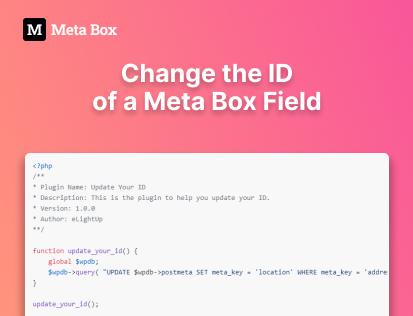 M Meta Box
Change the ID
of a Meta Box Field
<?php
/**
* Plugin Name: Update Your ID
* Description: This is the plugin to help you update your ID.
* Version: 1.0.0
* Author: eLightUp
**/
function update_your_id() {
global $wpdb;
$wpdb->query( "UPDATE $wpdb->postmeta SET meta_key = 'location' WHERE meta_key = 'addre
}
update_your_id();